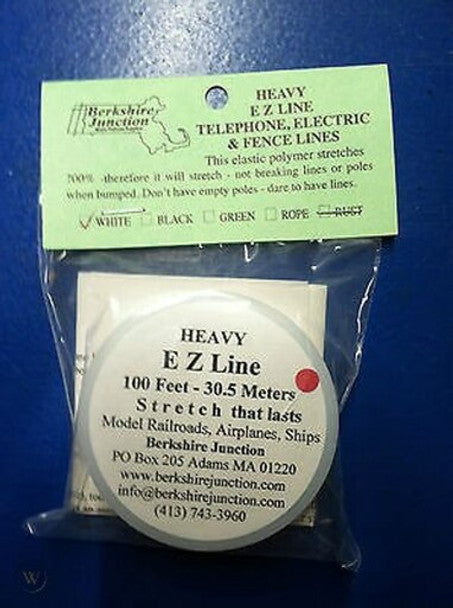 Berkshire
Junction
HEAVY
E Z LINE
TELEPHONE, ELECTRIC
& FENCE LINES
This elastic polymer stretches
700% -therefore it will stretch - not breaking lines or poles
when bumped. Don't have empty poles - dare to have lines.
WHITE BLACK GREEN ROPE RUST
HEAVY
E Z Line
100 Feet - 30.5 Meters
Stretch that lasts
Model Railroads, Airplanes, Ships
Berkshire Junction
PO Box 205 Adams MA 01220
www.berkshirejunction.com
info@berkshirejunction.com
(413) 743-3960
W